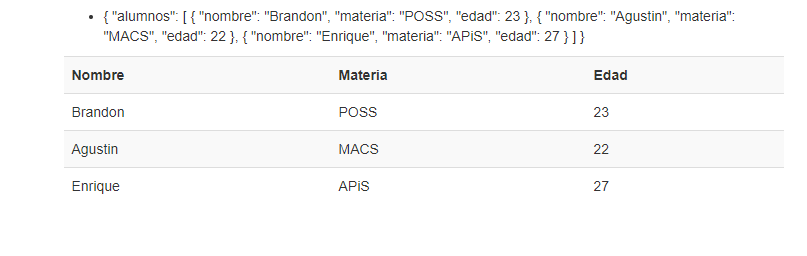 • { "alumnos": [ { "nombre": "Brandon", "materia": "POSS", "edad": 23 }, { "nombre": "Agustin", "materia":
"MACS", "edad": 22 }, { "nombre": "Enrique", "materia": "APiS", "edad": 27 } ] }
Nombre Materia Edad
Brandon POSS 23
Agustin MACS 22
Enrique APiS 27